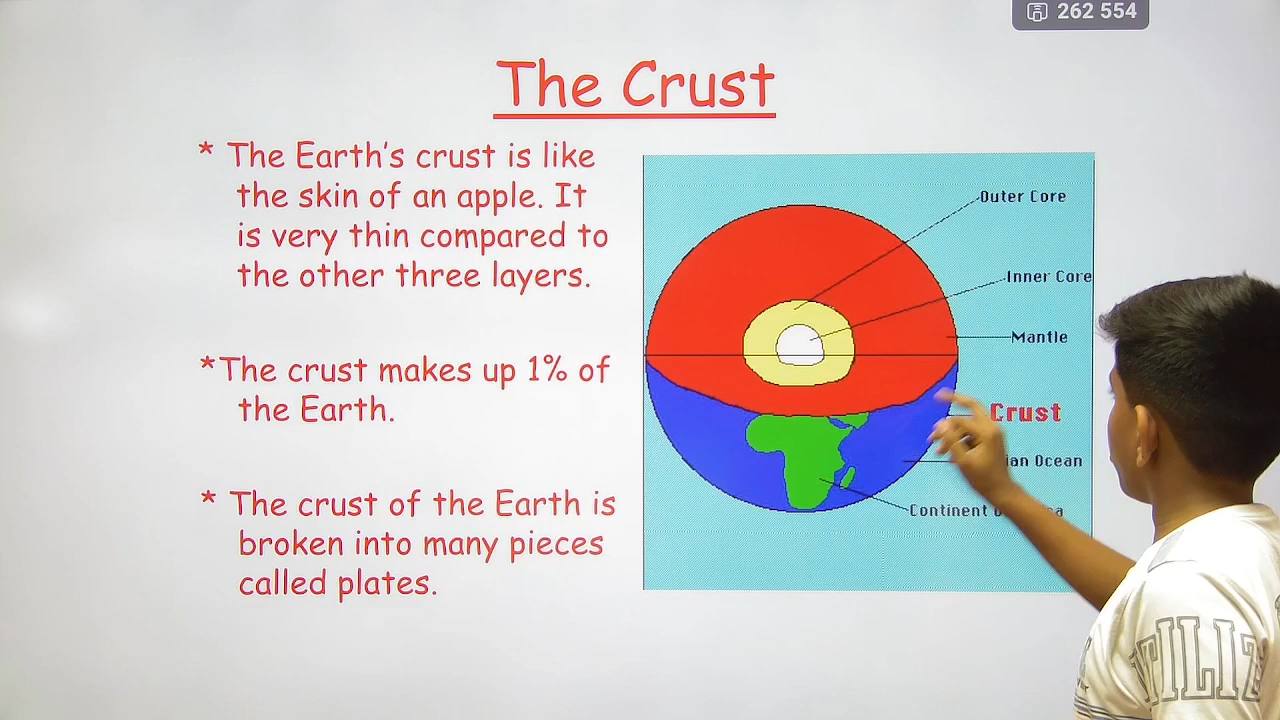 262 554
The Crust
* The Earth's crust is like
the skin of an apple. It
is very thin compared to
the other three layers.
*The crust makes up 1% of
the Earth.
* The crust of the Earth is
broken into many pieces
called plates.
Outer Core
Inner Core
Mantle
Crust
Ocean
Continent